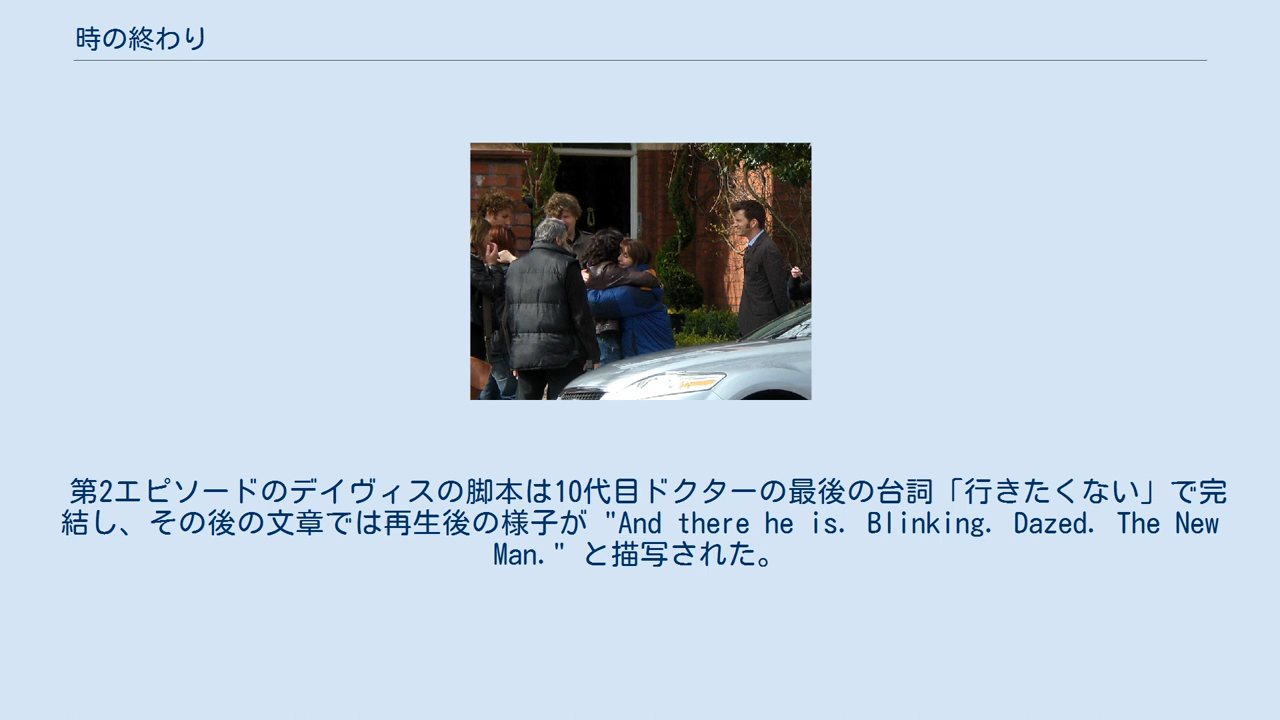 時の終わり
第2エピソードのデイヴィスの脚本は10代目ドクターの最後の台詞「行きたくない」で完
結し、その後の文章では再生後の様子が "And there he is. Blinking. Dazed. The New
Man." と描写された。